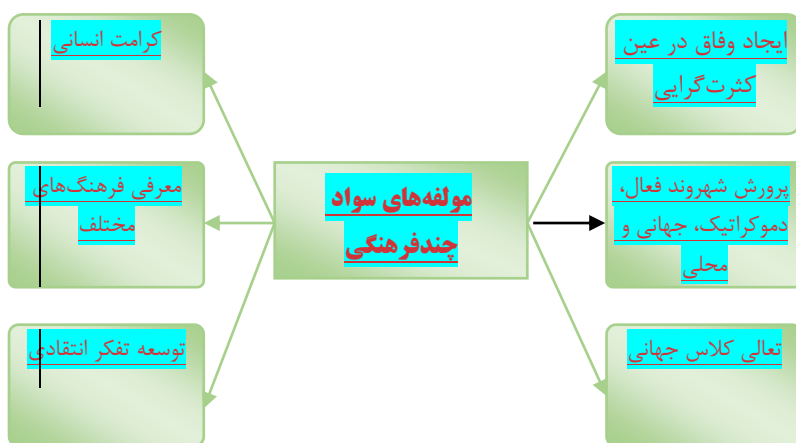 مولفه‌های سواد
چندفرهنگی
ایجاد وفاق در عین
کثرت‌گرایی
پرورش شهروند فعال،
دموکراتیک، جهانی و
محلی
تعالی کلاس جهانی
کرامت انسانی
معرفی فرهنگ‌های
مختلف
توسعه تفکر انتقادی